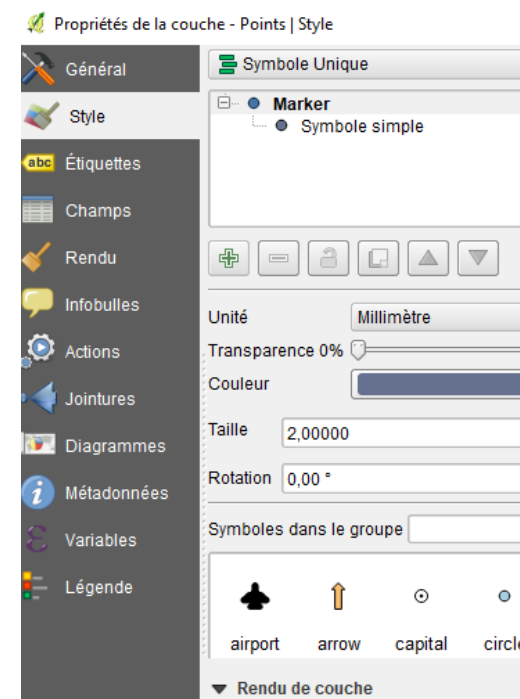 Propriétés de la couche - Points | Style
Général
Style
abc Étiquettes
Champs
Rendu
Infobulles
Actions
Jointures
Diagrammes
Métadonnées
Variables
Légende
Symbole Unique
Marker
Symbole simple
Unité Millimètre
Transparence 0%
Couleur
Taille 2,00000
Rotation 0,00 °
Symboles dans le groupe
airport arrow capital circle
Rendu de couche